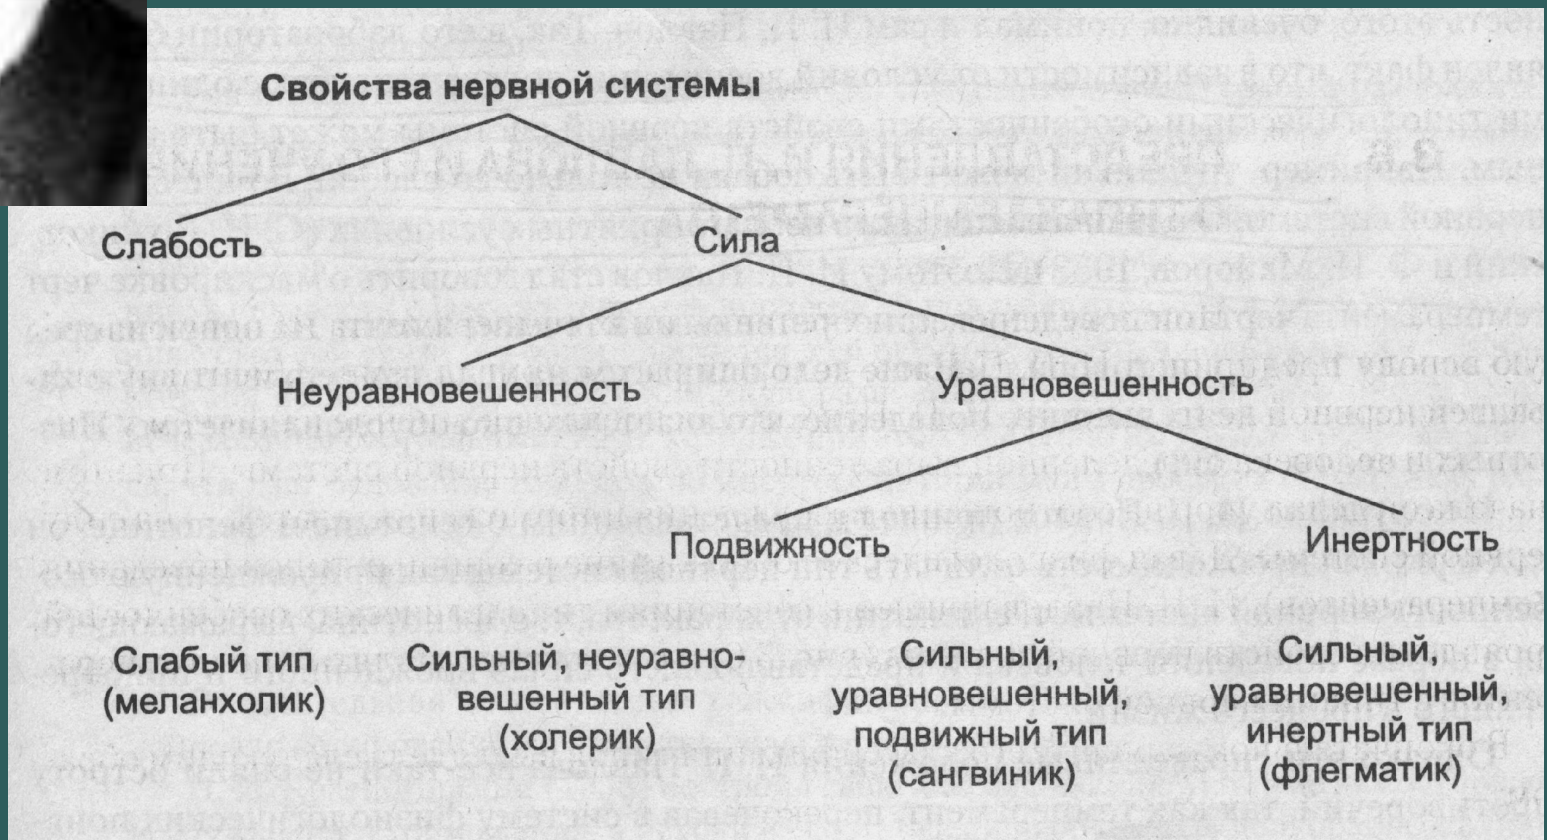 Свойства нервной системы
Слабость
Сила
Неуравновешенность
Уравновешенность
Подвижность
Инертность
Слабый тип
(меланхолик)
Сильный, неуравно-
вешенный тип
(холерик)
Сильный,
уравновешенный,
подвижный тип
(сангвиник)
Сильный,
уравновешенный,
инертный тип
(флегматик)